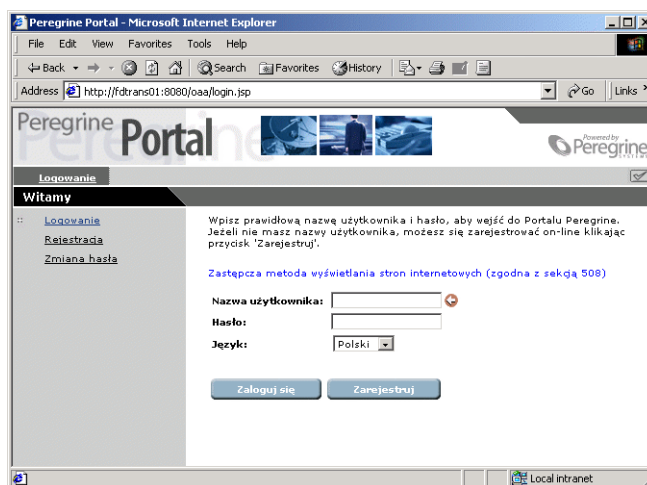 Peregrine Portal - Microsoft Internet Explorer
File Edit View Favorites Tools Help
Back Search Favorites History
Address http://fdtrans01:8080/oaa/login.jsp Go Links
Peregrine Portal
Powered by
Peregrine
SYSTEMS
Logowanie
Witamy
Logowanie
Rejestracja
Zmiana hasła
Wpisz prawidłową nazwę użytkownika i hasło, aby wejść do Portalu Peregrine.
Jeżeli nie masz nazwy użytkownika, możesz się zarejestrować on-line klikając
przycisk 'Zarejestruj'.
Zastępcza metoda wyświetlania stron internetowych (zgodna z sekcją 508)
Nazwa użytkownika:
Hasło:
Język: Polski
Zaloguj się Zarejestruj
Local intranet